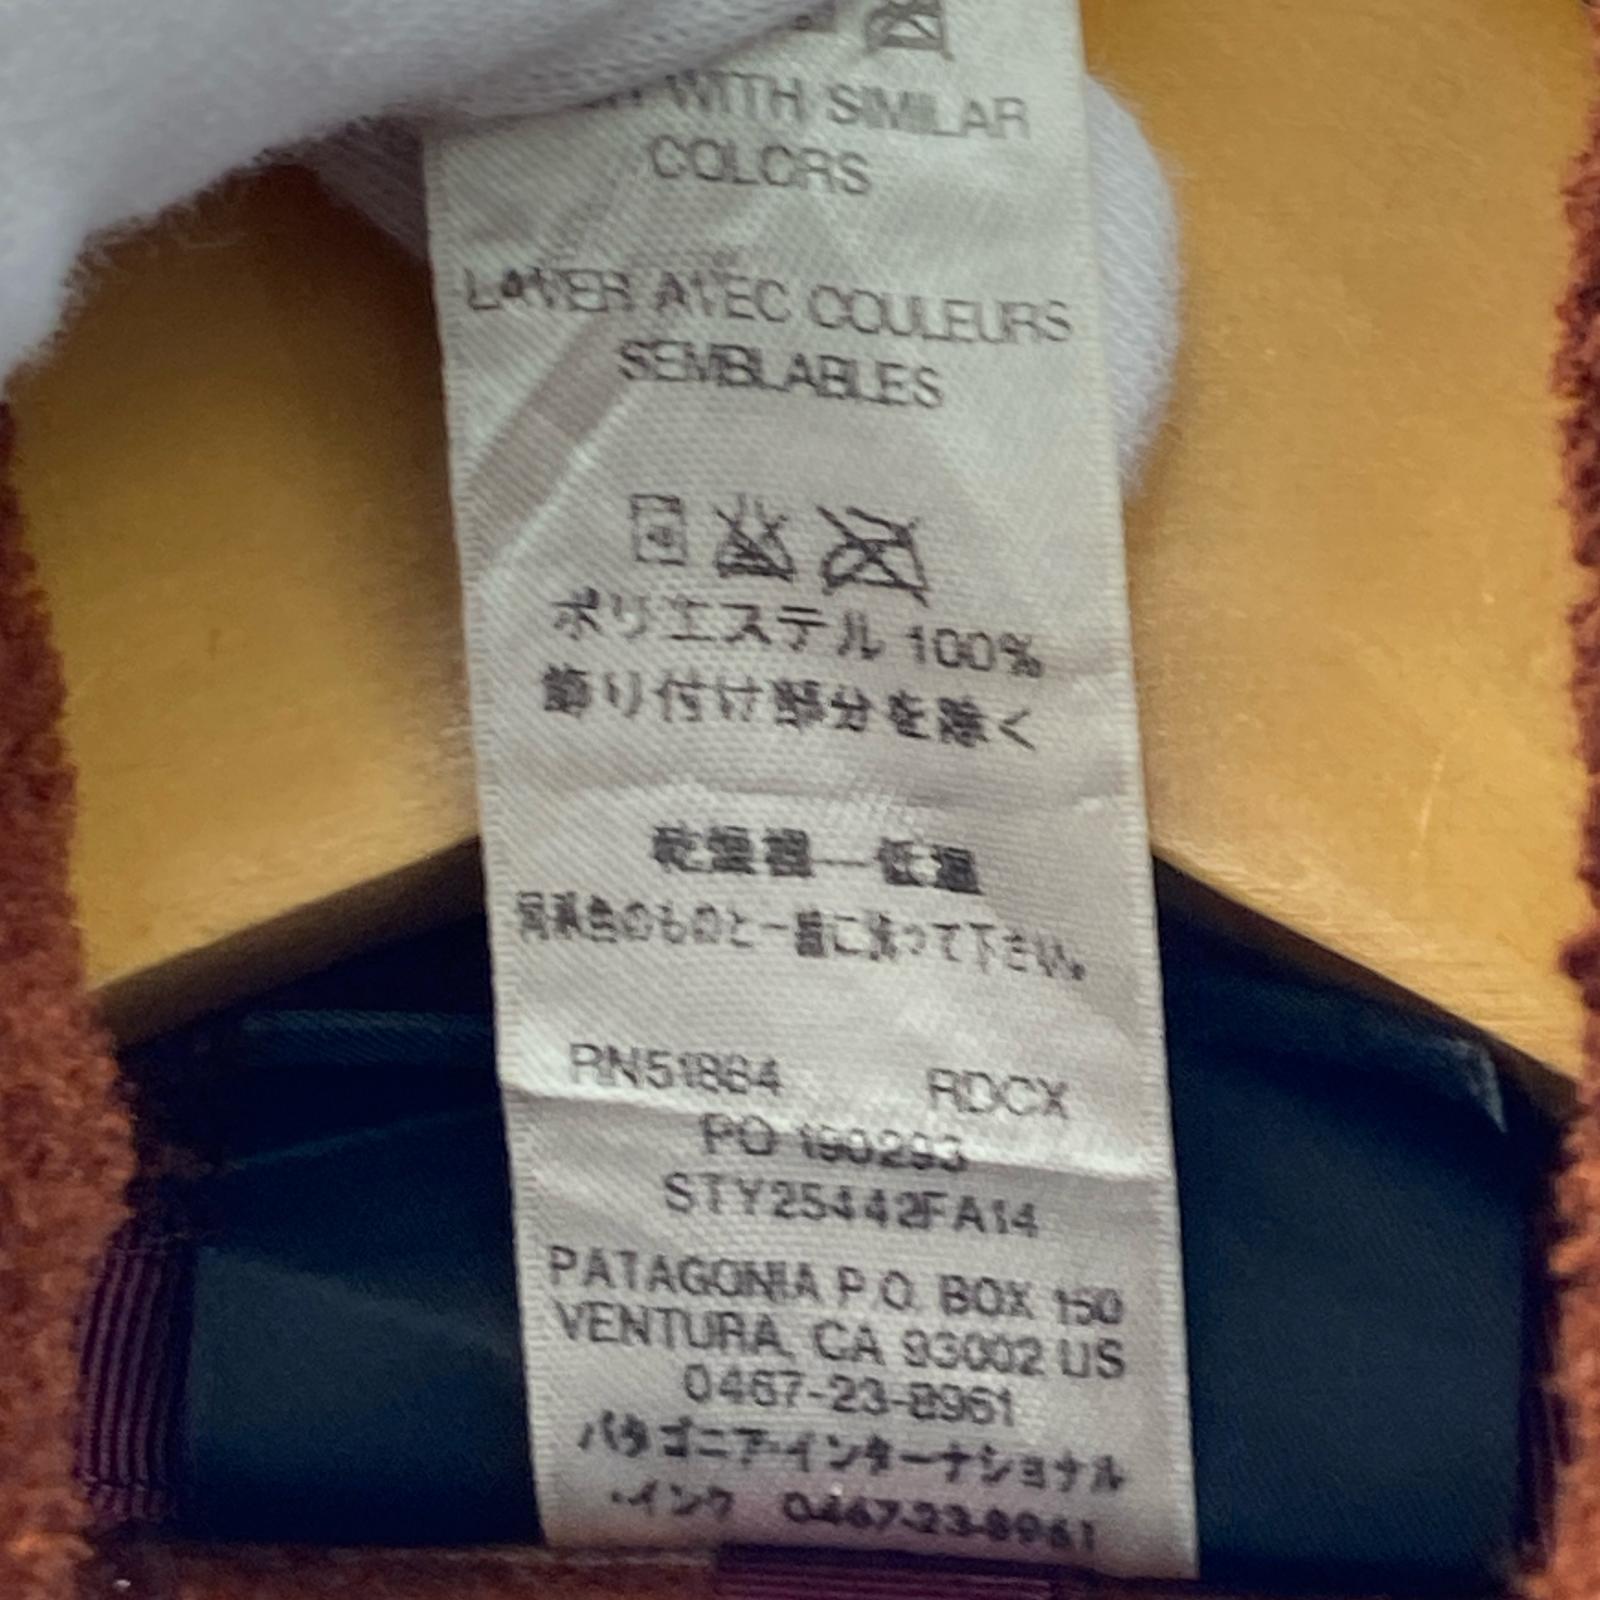 WITH SIMILAR
COLORS
LAVER AVEC COULEURS
SEMBLABLES
ポリエステル 100%
飾り付け部分を除く
乾燥機―低温
同系色のものと一緒に洗って下さい。
RN51884 RDCX
PO 190293
STY25442FA14
PATAGONIA P.O. BOX 150
VENTURA, CA 93002 US
0467-23-8961
パタゴニア・インターナショナル
・インク 0467-23-8961